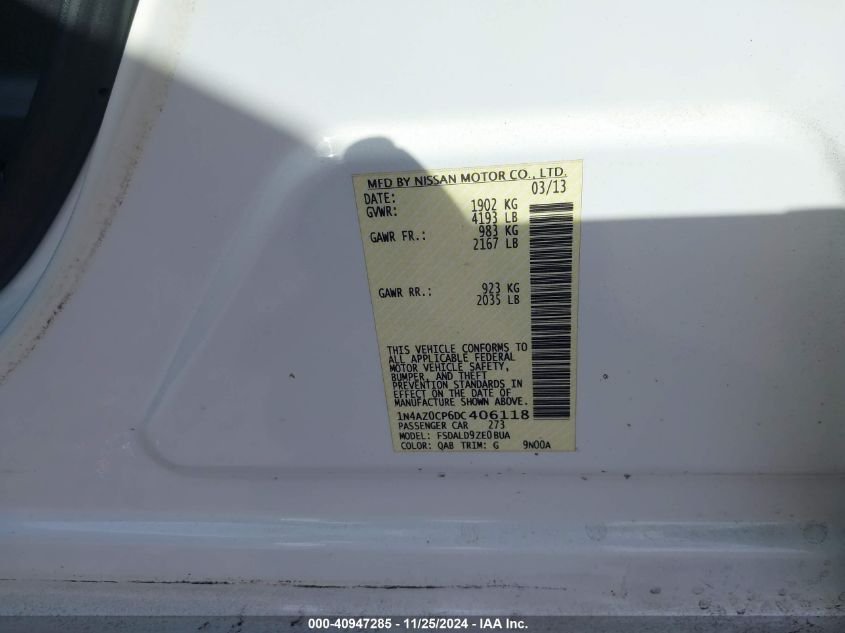 MFD BY NISSAN MOTOR CO., LTD.
DATE: 03/13
GVWR: 1902 KG
4193 LB
GAWR FR.: 983 KG
2167 LB
GAWR RR.: 923 KG
2035 LB
THIS VEHICLE CONFORMS TO
ALL APPLICABLE FEDERAL
MOTOR VEHICLE SAFETY,
BUMPER, AND THEFT
PREVENTION STANDARDS IN
EFFECT ON THE DATE OF
MANUFACTURE SHOWN ABOVE.
1N4AZ0CP6DC406118
PASSENGER CAR 273
MODEL: FSDALD9ZE0BUA
COLOR: QAB TRIM: G 9N00A
000-40947285 - 11/25/2024 - IAA Inc.